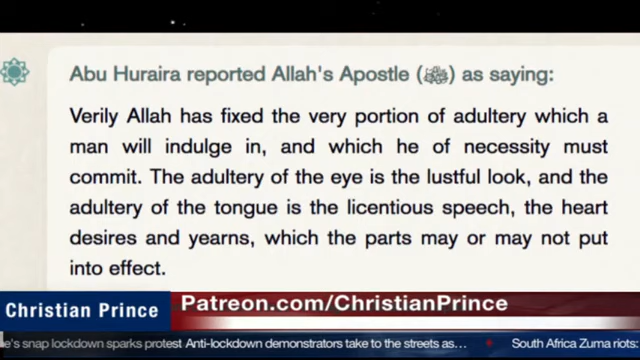 Abu Huraira reported Allah's Apostle (ﷺ) as saying:
Verily Allah has fixed the very portion of adultery which a
man will indulge in, and which he of necessity must
commit. The adultery of the eye is the lustful look, and the
adultery of the tongue is the licentious speech, the heart
desires and yearns, which the parts may or may not put
into effect.
Patreon.com/ChristianPrince
Christian Prince
e's snap lockdown sparks protest Anti-lockdown demonstrators take to the streets as… South Africa Zuma riots: